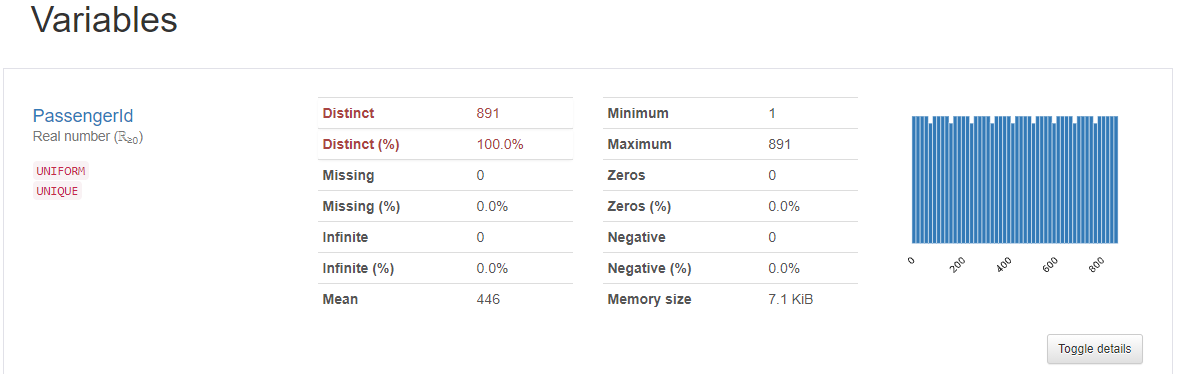 Variables
PassengerId
Real number (ℝ≥0)
UNIFORM
UNIQUE
Distinct 891
Distinct (%) 100.0%
Missing 0
Missing (%) 0.0%
Infinite 0
Infinite (%) 0.0%
Mean 446
Minimum 1
Maximum 891
Zeros 0
Zeros (%) 0.0%
Negative 0
Negative (%) 0.0%
Memory size 7.1 KiB
0 200 400 600 800
Toggle details